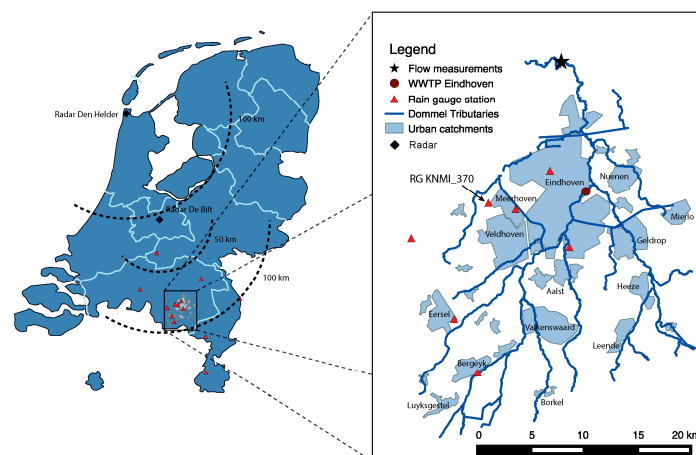 Radar Den Helder
100 km
Radar De Bilt
50 km
100 km
Legend
Flow measurements
WWTP Eindhoven
Rain gauge station
Dommel Tributaries
Urban catchments
Radar
RG KNMI_370
Eindhoven
Nuenen
Meerhoven
Mierlo
Veldhoven
Geldrop
Aalst
Heeze
Eersel
Valkenswaard
Leende
Bergeyk
Luyksgestel
Borkel
0 5 10 15 20 km